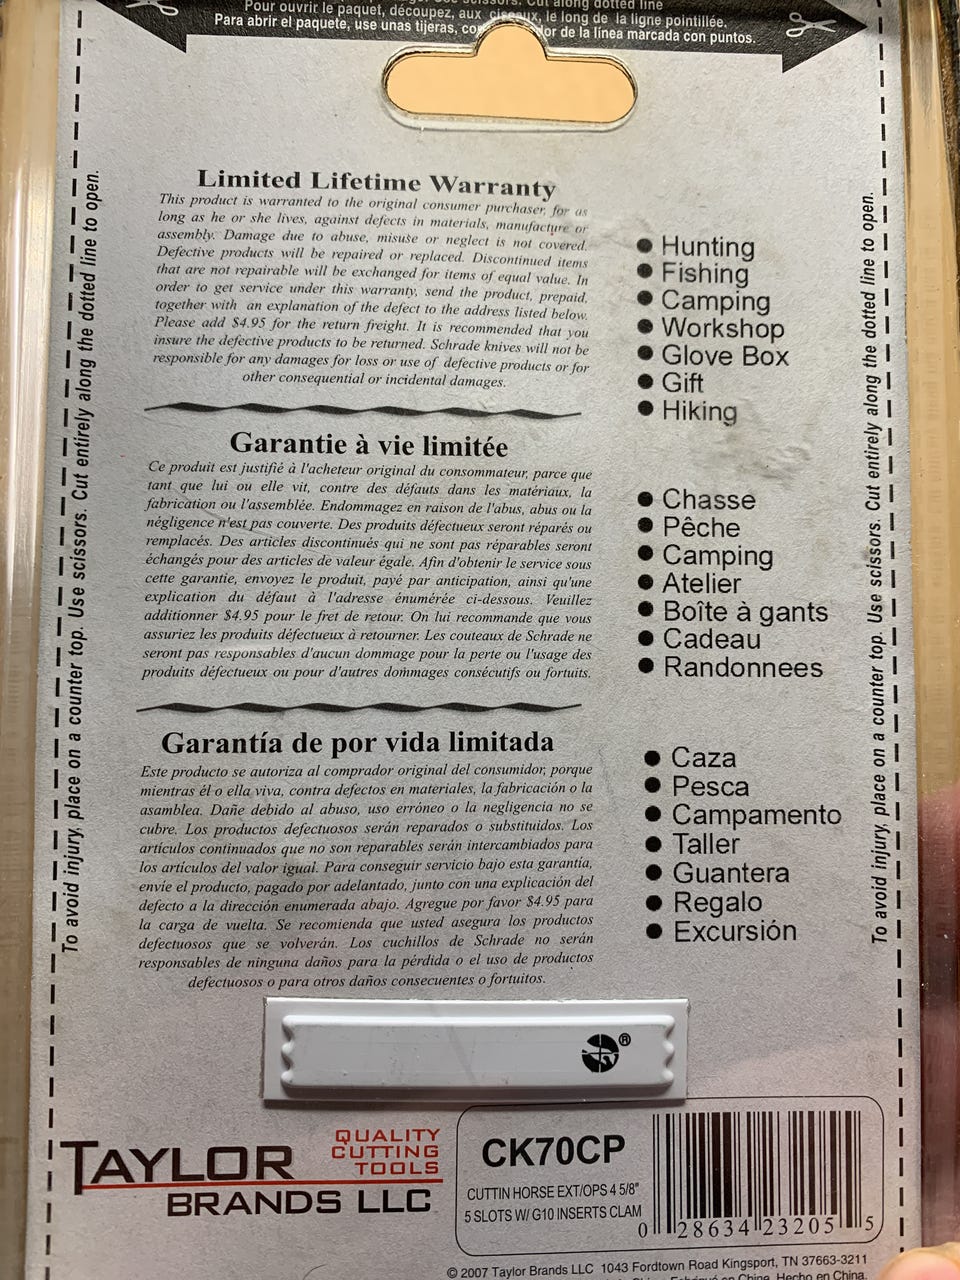 Use scissors. Cut along dotted line
Pour ouvrir le paquet, découpez, aux ciseaux, le long de la ligne pointillée.
Para abrir el paquete, use unas tijeras, de la línea marcada con puntos.
To avoid injury, place on a counter top. Use scissors. Cut entirely along the dotted line to open.
Limited Lifetime Warranty
This product is warranted to the original consumer purchaser, for as
long as he or she lives, against defects in materials, manufacture or
assembly. Damage due to abuse, misuse or neglect is not covered.
Defective products will be repaired or replaced. Discontinued items
that are not repairable will be exchanged for items of equal value. In
order to get service under this warranty, send the product, prepaid,
together with an explanation of the defect to the address listed below.
Please add $4.95 for the return freight. It is recommended that you
insure the defective products to be returned. Schrade knives will not be
responsible for any damages for loss or use of defective products or for
other consequential or incidental damages.
● Hunting
● Fishing
● Camping
● Workshop
● Glove Box
● Gift
● Hiking
Garantie à vie limitée
Ce produit est justifié à l'acheteur original du consommateur, parce que
tant que lui ou elle vit, contre des défauts dans les matériaux, la
fabrication ou l'assemblée. Endommagez en raison de l'abus, abus ou la
négligence n'est pas couverte. Des produits défectueux seront réparés ou
remplacés. Des articles discontinués qui ne sont pas réparables seront
échangés pour des articles de valeur égale. Afin d'obtenir le service sous
cette garantie, envoyez le produit, payé par anticipation, ainsi qu'une
explication du défaut à l'adresse énumérée ci-dessous. Veuillez
additionner $4.95 pour le fret de retour. On lui recommande que vous
assuriez les produits défectueux à retourner. Les couteaux de Schrade ne
seront pas responsables d'aucun dommage pour la perte ou l'usage des
produits défectueux ou pour d'autres dommages consécutifs ou fortuits.
● Chasse
● Pêche
● Camping
● Atelier
● Boîte à gants
● Cadeau
● Randonnees
Garantía de por vida limitada
Este producto se autoriza al comprador original del consumidor, porque
mientras él o ella viva, contra defectos en materiales, la fabricación o la
asamblea. Dañe debido al abuso, uso erróneo o la negligencia no se
cubre. Los productos defectuosos serán reparados o substituidos. Los
artículos continuados que no son reparables serán intercambiados para
los artículos del valor igual. Para conseguir servicio bajo esta garantía,
envíe el producto, pagado por adelantado, junto con una explicación del
defecto a la dirección enumerada abajo. Agregue por favor $4.95 para
la carga de vuelta. Se recomienda que usted asegura los productos
defectuosos que se volverán. Los cuchillos de Schrade no serán
responsables de ninguna daños para la pérdida o el uso de productos
defectuosos o para otros daños consecuentes o fortuitos.
● Caza
● Pesca
● Campamento
● Taller
● Guantera
● Regalo
● Excursión
To avoid injury, place on a counter top. Use scissors. Cut entirely along the dotted line to open.
®
TAYLOR
BRANDS LLC
QUALITY
CUTTING
TOOLS
CK70CP
CUTTIN HORSE EXT/OPS 4 5/8"
5 SLOTS W/ G10 INSERTS CLAM
0 28634 23205 5
© 2007 Taylor Brands LLC 1043 Fordtown Road Kingsport, TN 37663-3211
China. Hecho en China.